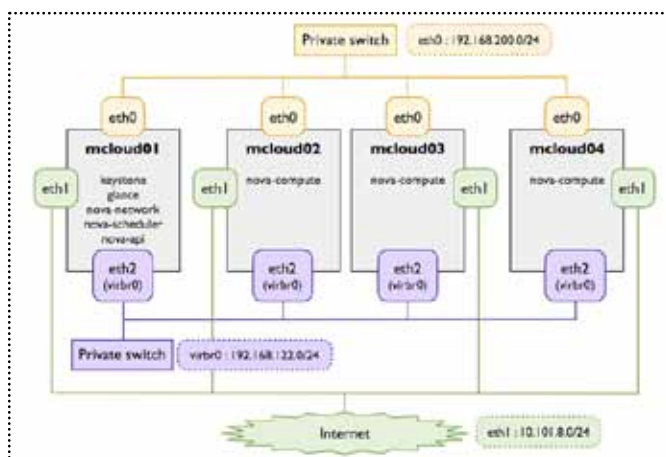 Private switch
eth0 : 192.168.200.0/24
eth0
eth0
eth0
eth0
mcloud01
mcloud02
mcloud03
mcloud04
keystone
glance
nova-network
nova-scheduler
nova-api
nova-compute
nova-compute
nova-compute
eth1
eth1
eth1
eth1
eth2
(virbr0)
eth2
(virbr0)
eth2
(virbr0)
eth2
(virbr0)
Private switch
virbr0 : 192.168.122.0/24
Internet
eth1 : 10.101.8.0/24